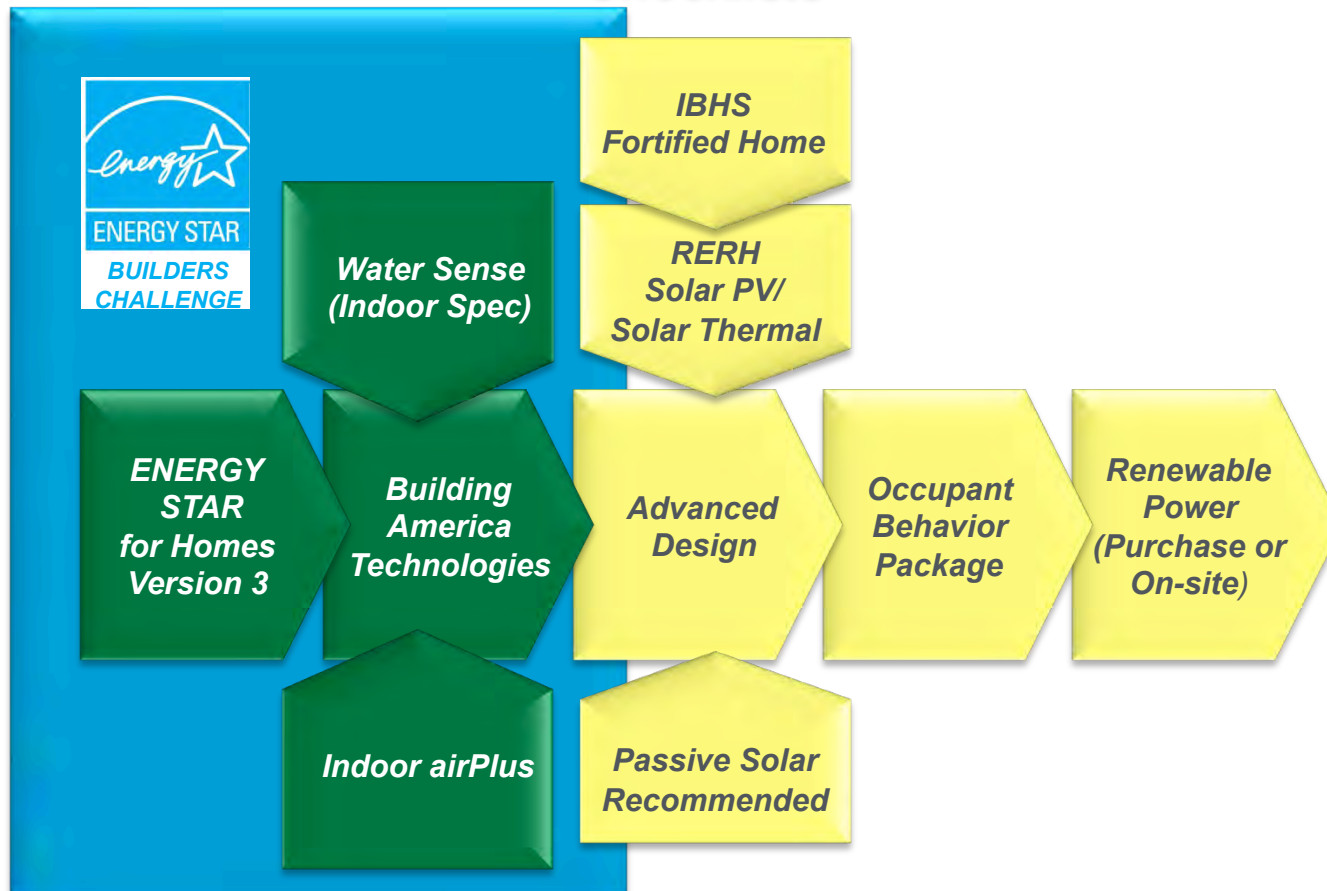 energy
ENERGY STAR
BUILDERS
CHALLENGE
IBHS
Fortified Home
Water Sense
(Indoor Spec)
RERH
Solar PV/
Solar Thermal
ENERGY
STAR
for Homes
Version 3
Building
America
Technologies
Advanced
Design
Occupant
Behavior
Package
Renewable
Power
(Purchase or
On-site)
Indoor airPlus
Passive Solar
Recommended